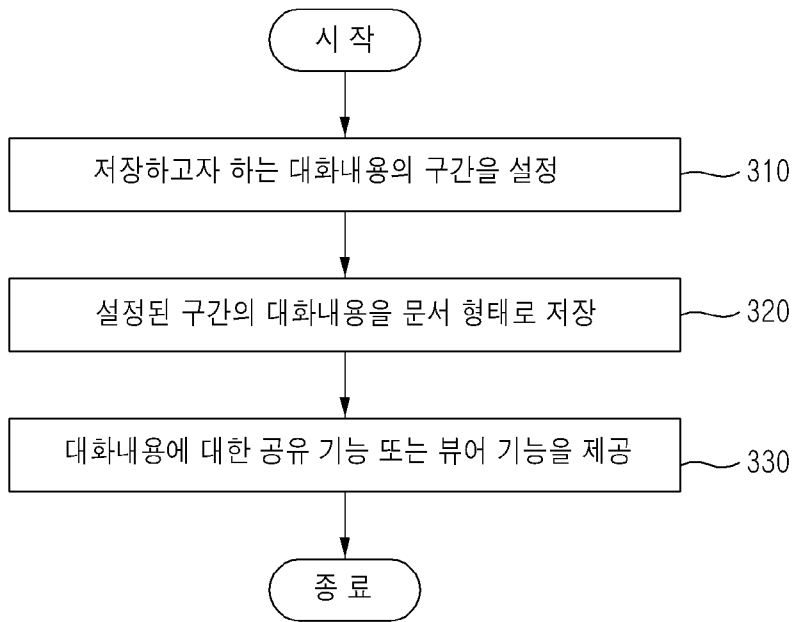 시 작
저장하고자 하는 대화내용의 구간을 설정
310
설정된 구간의 대화내용을 문서 형태로 저장
320
대화내용에 대한 공유 기능 또는 뷰어 기능을 제공
330
종 료